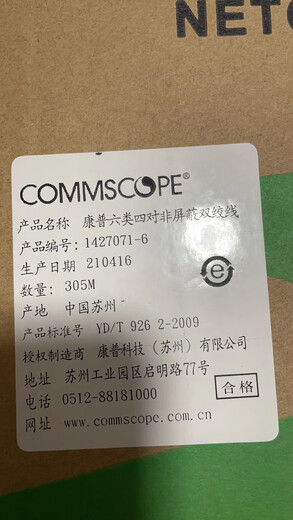 NETC
COMMSCOPE®
产品名称 康普六类四对非屏蔽双绞线
产品编号: 1427071-6
生产日期 210416
数量: 305M
产地 中国苏州
产品标准号 YD/T 926 2-2009
授权制造商 康普科技（苏州）有限公司
地址 苏州工业园区启明路77号
电话 0512-88181000
合格
网址 www.commscope.com.cn
e